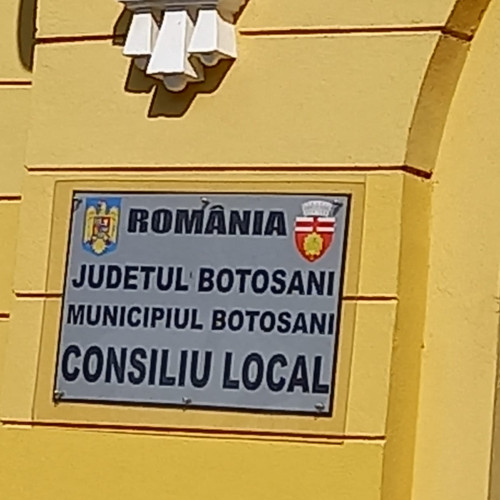 ROMÂNIA
JUDETUL BOTOSANI
MUNICIPIUL BOTOSANI
CONSILIU LOCAL